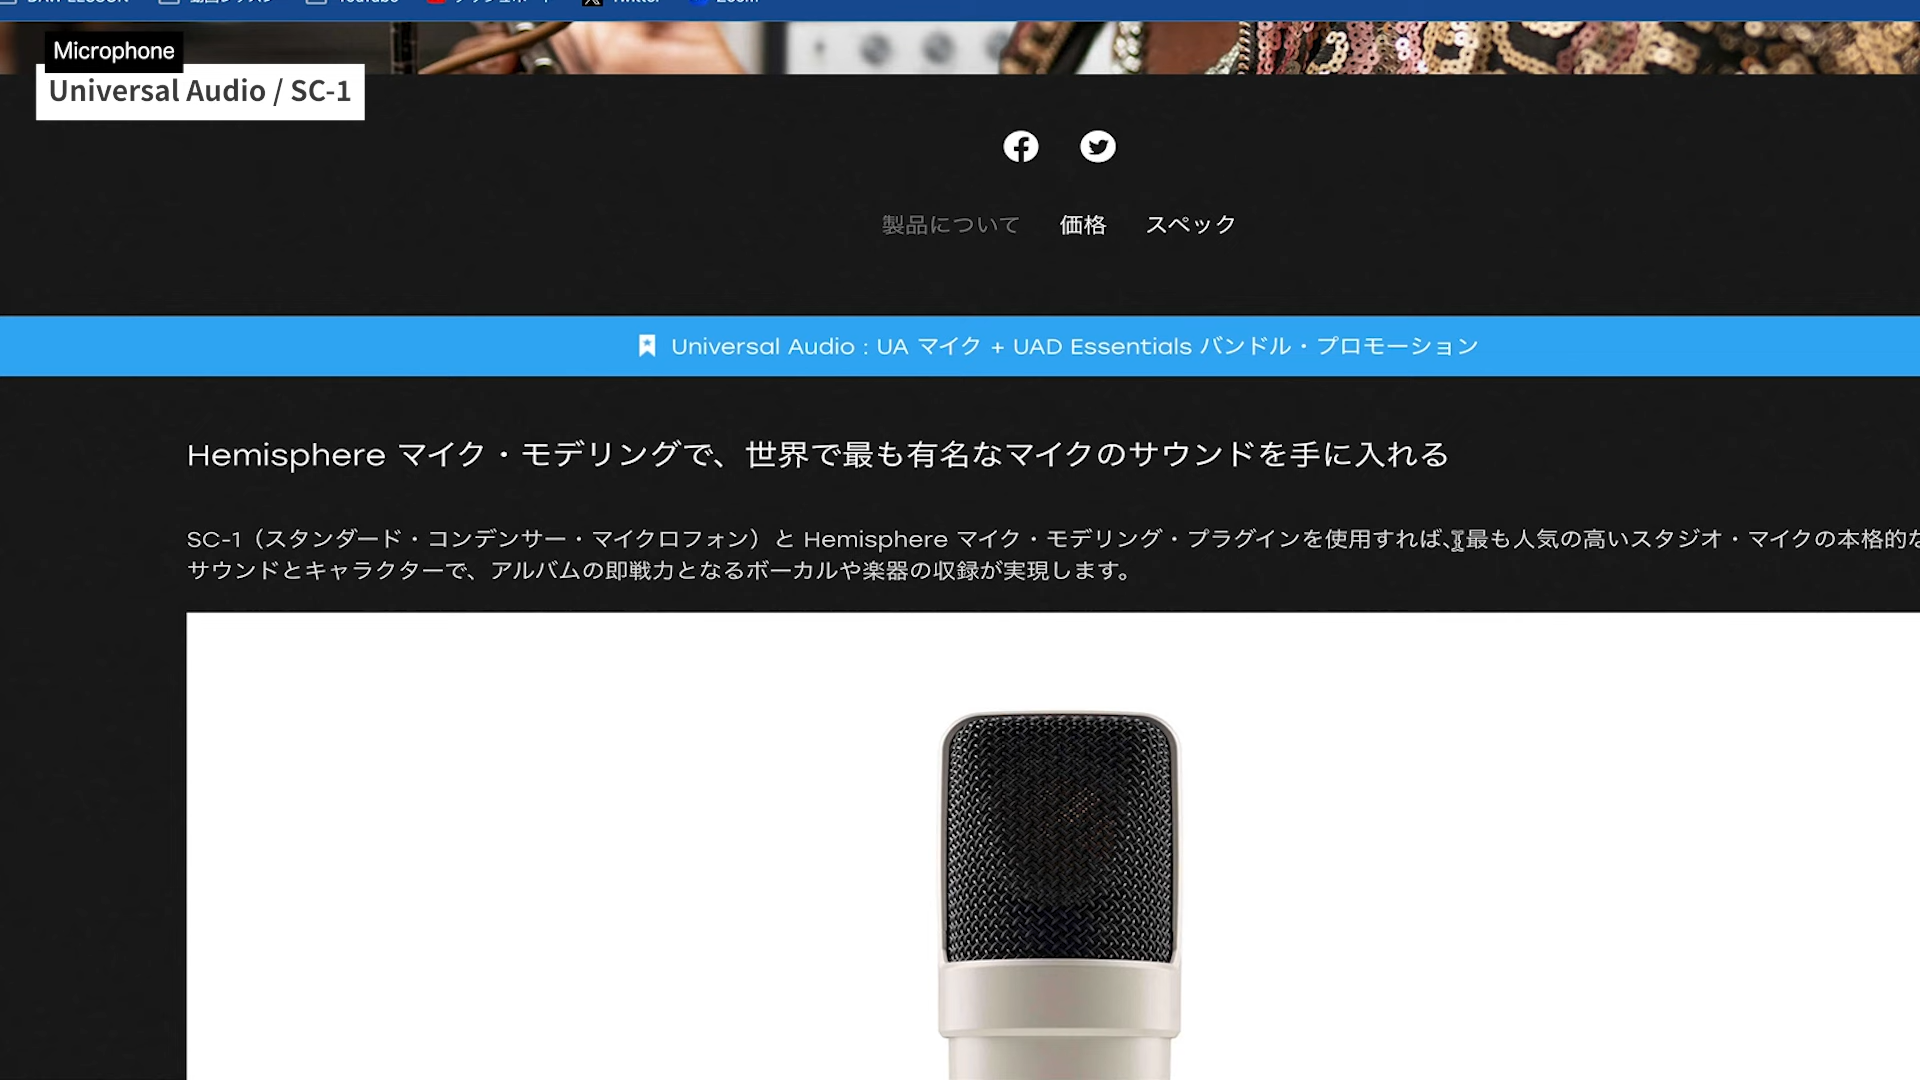 Microphone
Universal Audio / SC-1
製品について 価格 スペック
Universal Audio : UA マイク + UAD Essentials バンドル・プロモーション
Hemisphere マイク・モデリングで、世界で最も有名なマイクのサウンドを手に入れる
SC-1（スタンダード・コンデンサー・マイクロフォン）と Hemisphere マイク・モデリング・プラグインを使用すれば、最も人気の高いスタジオ・マイクの本格的な
サウンドとキャラクターで、アルバムの即戦力となるボーカルや楽器の収録が実現します。